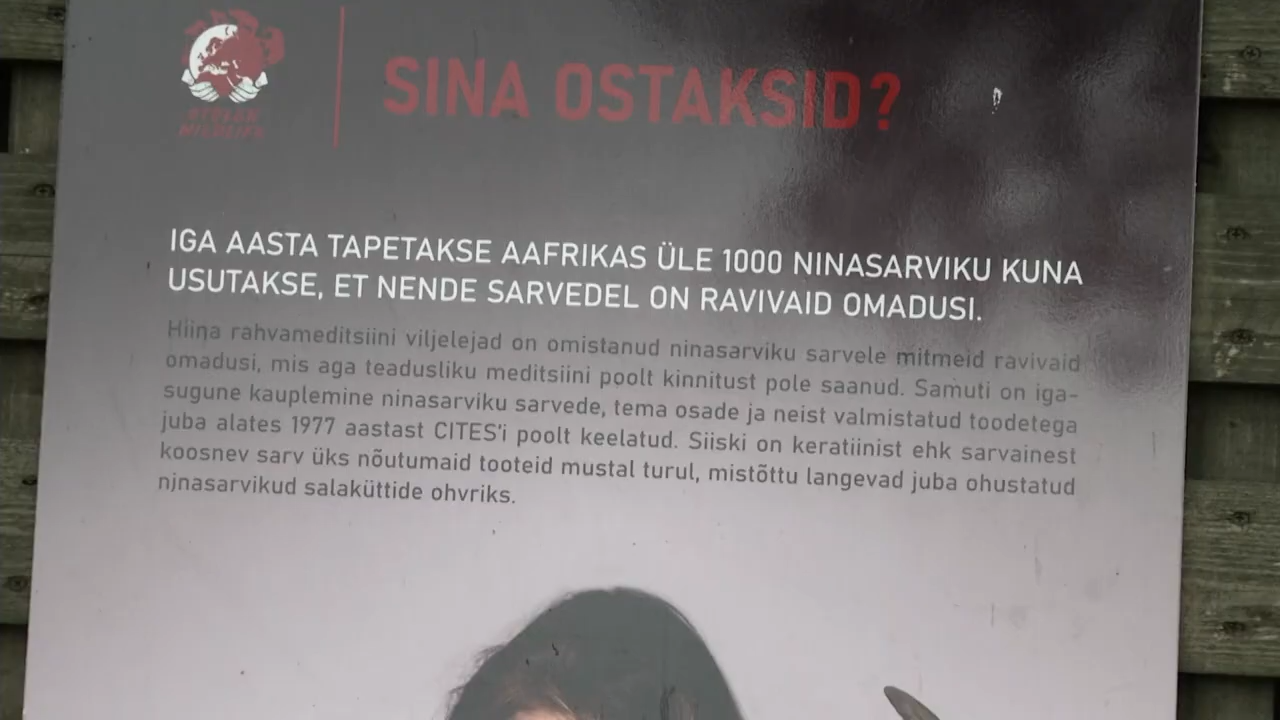 STOLEN
WILDLIFE
SINA OSTAKSID?
IGA AASTA TAPETAKSE AAFRIKAS ÜLE 1000 NINASARVIKU KUNA
USUTAKSE, ET NENDE SARVEDEL ON RAVIVAID OMADUSI.
Hiina rahvameditsiini viljelejad on omistanud ninasarviku sarvele mitmeid ravivaid
omadusi, mis aga teadusliku meditsiini poolt kinnitust pole saanud. Samuti on iga-
sugune kauplemine ninasarviku sarvede, tema osade ja neist valmistatud toodetega
juba alates 1977 aastast CITES'i poolt keelatud. Siiski on keratiinist ehk sarvainest
koosnev sarv üks nõutumaid tooteid mustal turul, mistõttu langevad juba ohustatud
ninasarvikud salaküttide ohvriks.